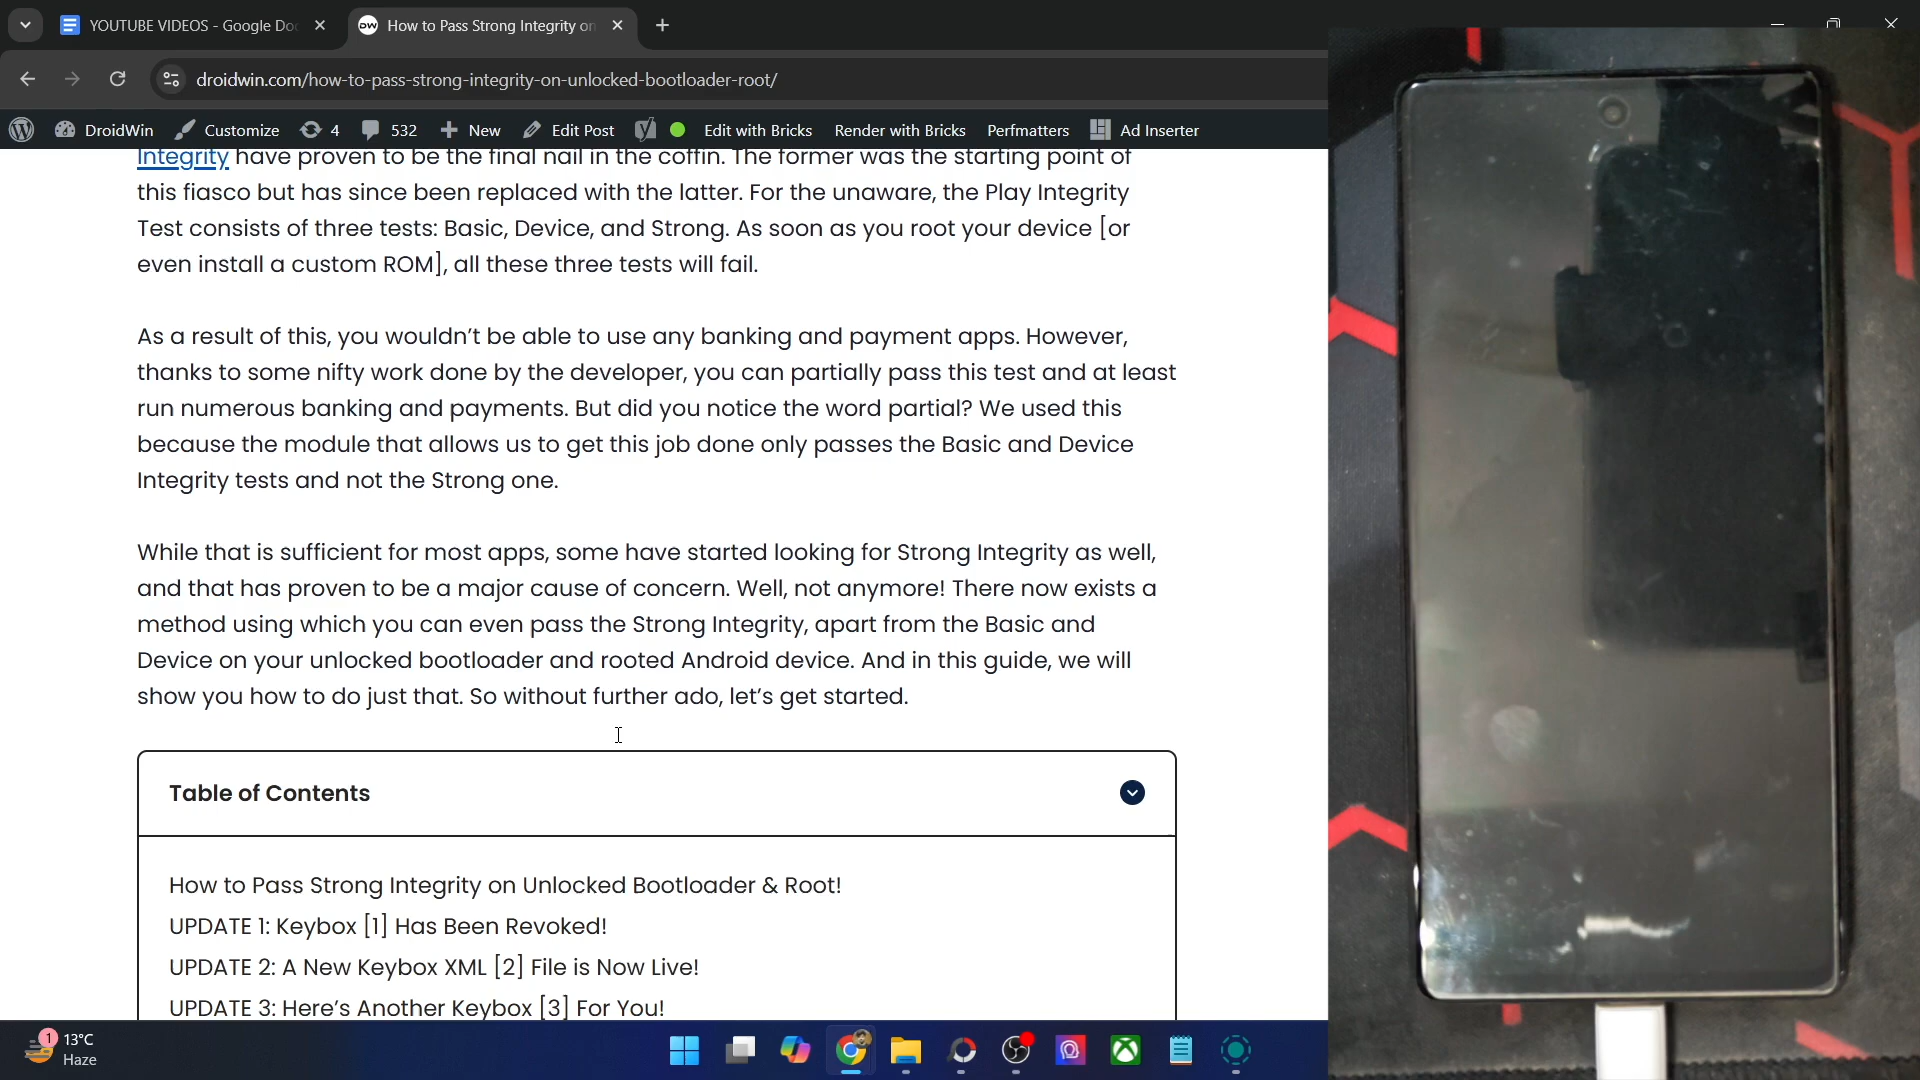 YOUTUBE VIDEOS - Google Do
How to Pass Strong Integrity on
droidwin.com/how-to-pass-strong-integrity-on-unlocked-bootloader-root/
DroidWin
Customize
4
532
New
Edit Post
Edit with Bricks
Render with Bricks
Perfmatters
Ad Inserter
Integrity have proven to be the final nail in the coffin. The former was the starting point of
this fiasco but has since been replaced with the latter. For the unaware, the Play Integrity
Test consists of three tests: Basic, Device, and Strong. As soon as you root your device [or
even install a custom ROM], all these three tests will fail.
As a result of this, you wouldn’t be able to use any banking and payment apps. However,
thanks to some nifty work done by the developer, you can partially pass this test and at least
run numerous banking and payments. But did you notice the word partial? We used this
because the module that allows us to get this job done only passes the Basic and Device
Integrity tests and not the Strong one.
While that is sufficient for most apps, some have started looking for Strong Integrity as well,
and that has proven to be a major cause of concern. Well, not anymore! There now exists a
method using which you can even pass the Strong Integrity, apart from the Basic and
Device on your unlocked bootloader and rooted Android device. And in this guide, we will
show you how to do just that. So without further ado, let’s get started.
Table of Contents
How to Pass Strong Integrity on Unlocked Bootloader & Root!
UPDATE 1: Keybox [1] Has Been Revoked!
UPDATE 2: A New Keybox XML [2] File is Now Live!
UPDATE 3: Here’s Another Keybox [3] For You!
1
13°C
Haze